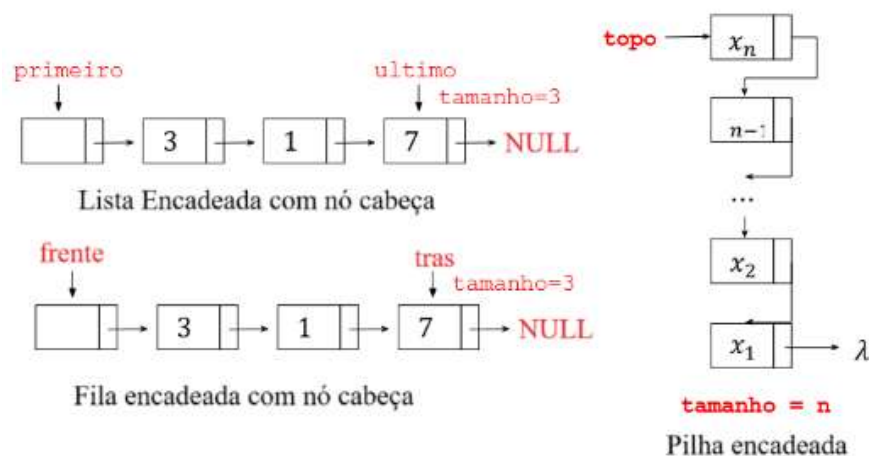 primeiro
ultimo
tamanho=3
3
1
7
NULL
Lista Encadeada com nó cabeça
frente
tras
tamanho=3
3
1
7
NULL
Fila encadeada com nó cabeça
topo
xₙ
n-1
...
x₂
x₁
λ
tamanho = n
Pilha encadeada